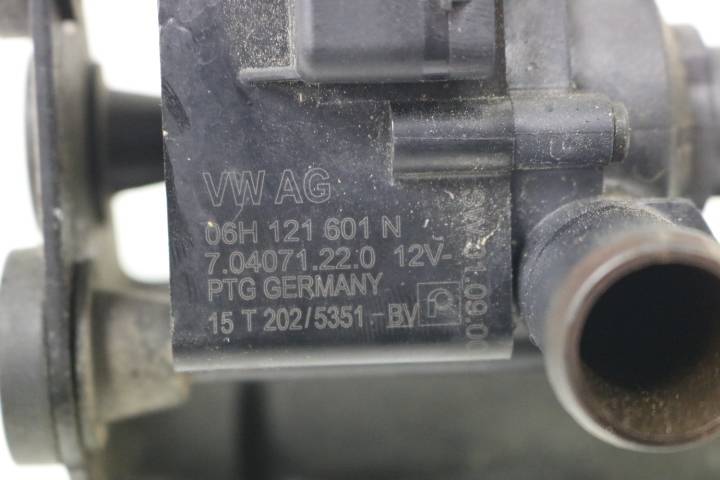 VW AG
06H 121 601 N
7.04071.22.0 12V-
PTG GERMANY
15 T 202/5351-BV